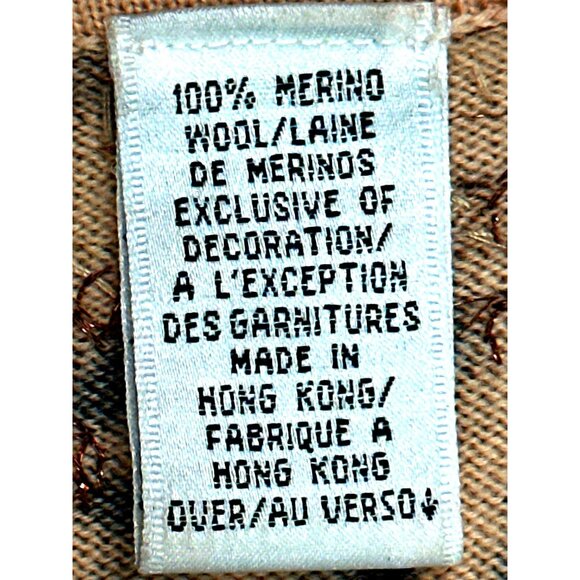 100% MERINO
WOOL/LAINE
DE MERINOS
EXCLUSIVE OF
DECORATION/
A L'EXCEPTION
DES GARNITURES
MADE IN
HONG KONG/
FABRIQUE A
HONG KONG
OVER/AU VERSO